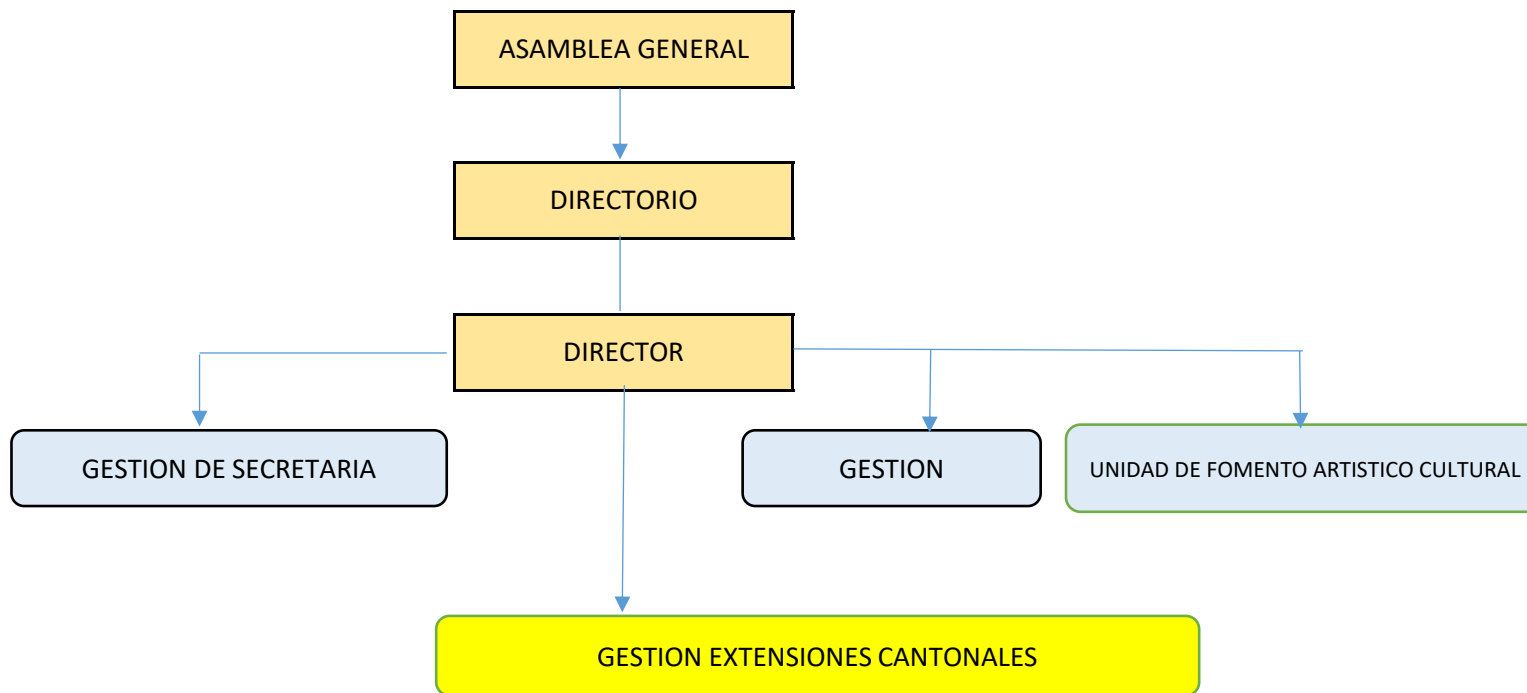 ASAMBLEA GENERAL
DIRECTORIO
DIRECTOR
GESTION DE SECRETARIA
GESTION
UNIDAD DE FOMENTO ARTISTICO CULTURAL
GESTION EXTENSIONES CANTONALES